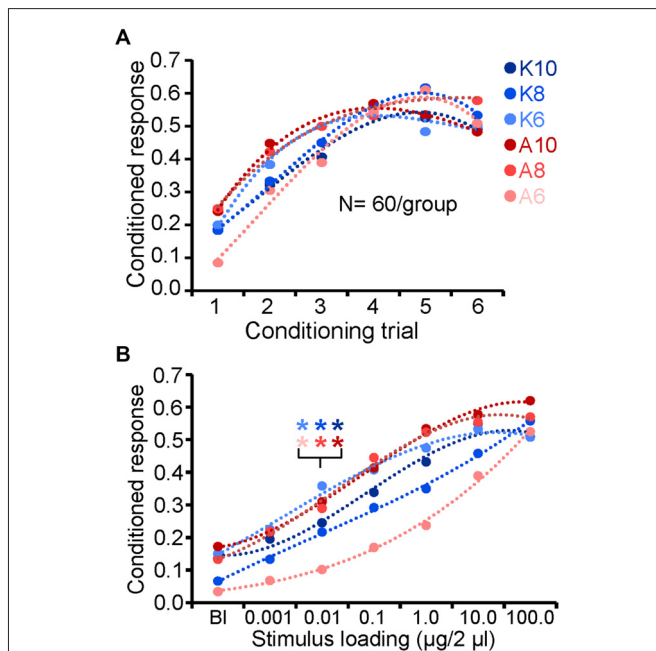 A
Conditioned response
0.7
0.6
0.5
0.4
0.3
0.2
0.1
0.0
1 2 3 4 5 6
Conditioning trial
N= 60/group
K10
K8
K6
A10
A8
A6
B
Conditioned response
0.7
0.6
0.5
0.4
0.3
0.2
0.1
0.0
***
***
Bl 0.001 0.01 0.1 1.0 10.0 100.0
Stimulus loading (µg/2 µl)